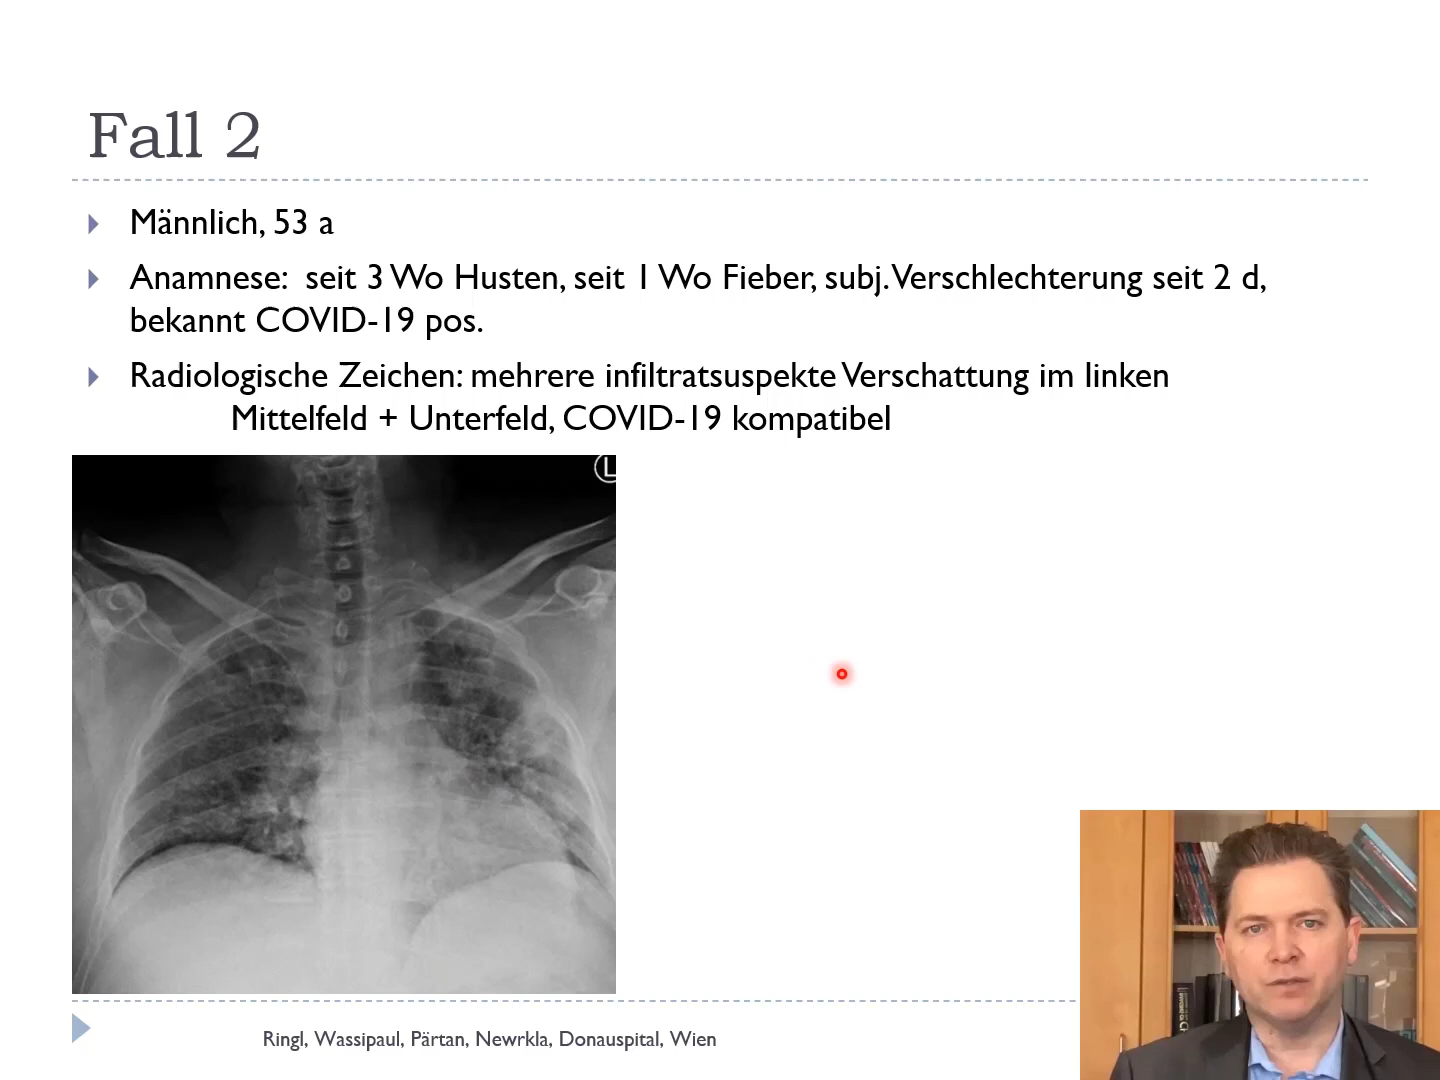 Fall 2
Männlich, 53 a
Anamnese: seit 3 Wo Husten, seit 1 Wo Fieber, subj. Verschlechterung seit 2 d,
bekannt COVID-19 pos.
Radiologische Zeichen: mehrere infiltratsuspekte Verschattung im linken
Mittelfeld + Unterfeld, COVID-19 kompatibel
L
Ringl, Wassipaul, Pärtan, Newrkla, Donauspital, Wien